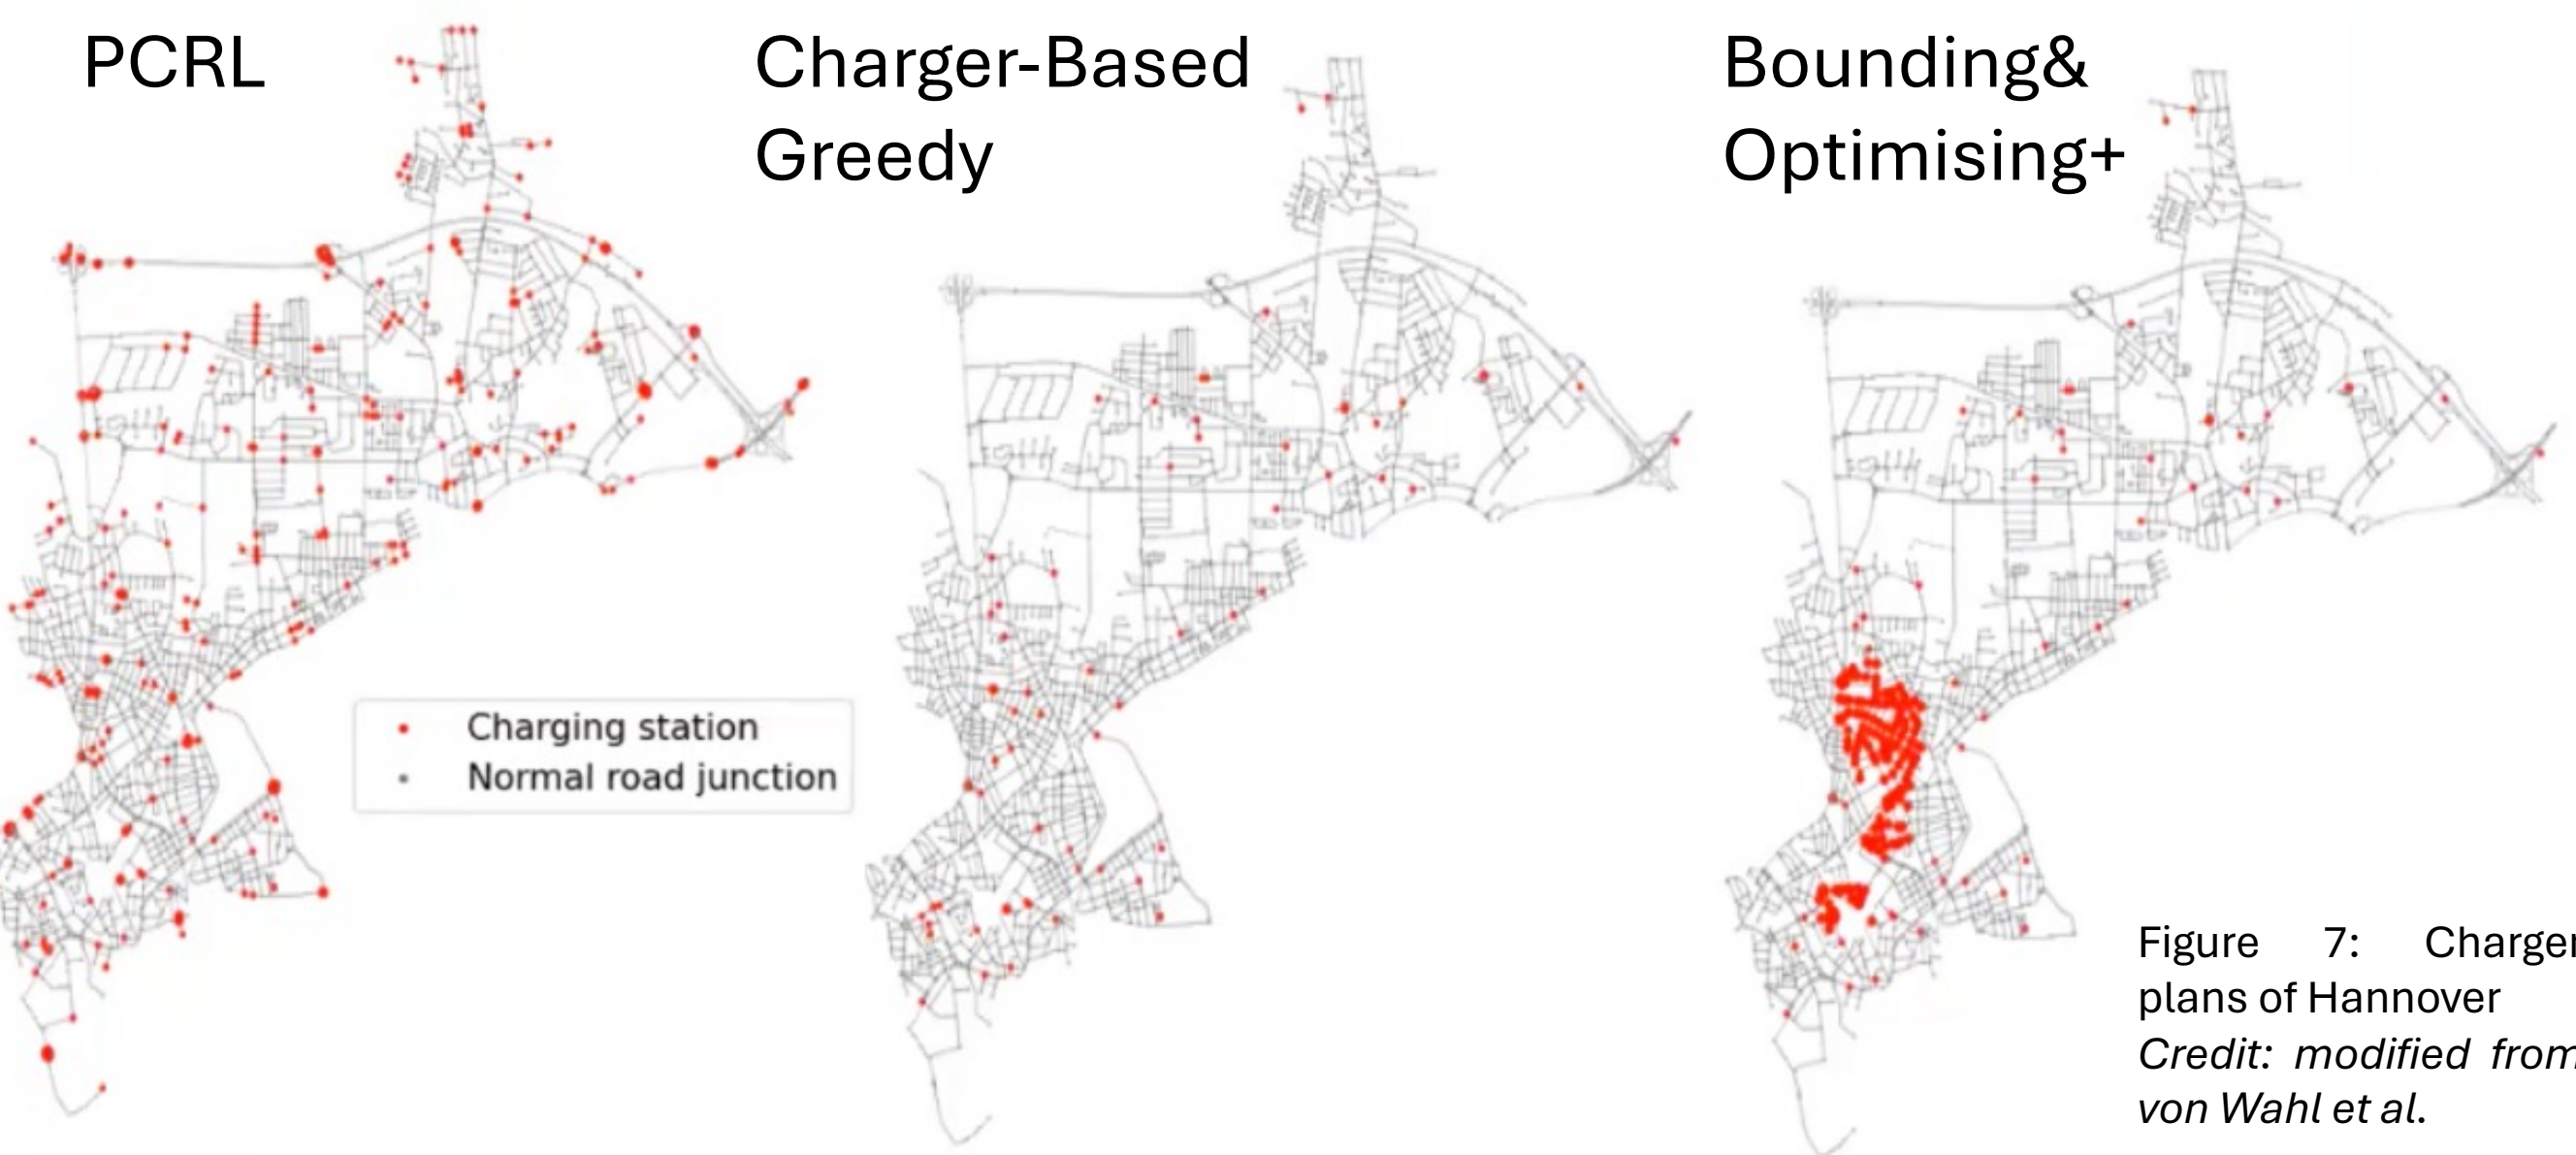 PCRL
Charger-Based
Greedy
Bounding&
Optimising+
Charging station
Normal road junction
Figure 7: Charger
plans of Hannover
Credit: modified from
von Wahl et al.